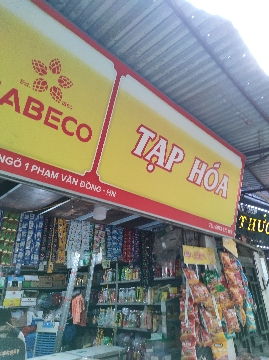 ABECO
TẠP HÓA
NGÕ 1 PHẠM VĂN ĐỒNG - HN